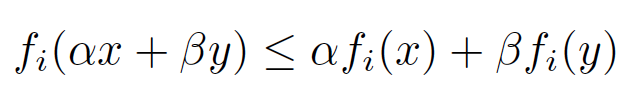 fᵢ(αx + βy) ≤ αfᵢ(x) + βfᵢ(y)